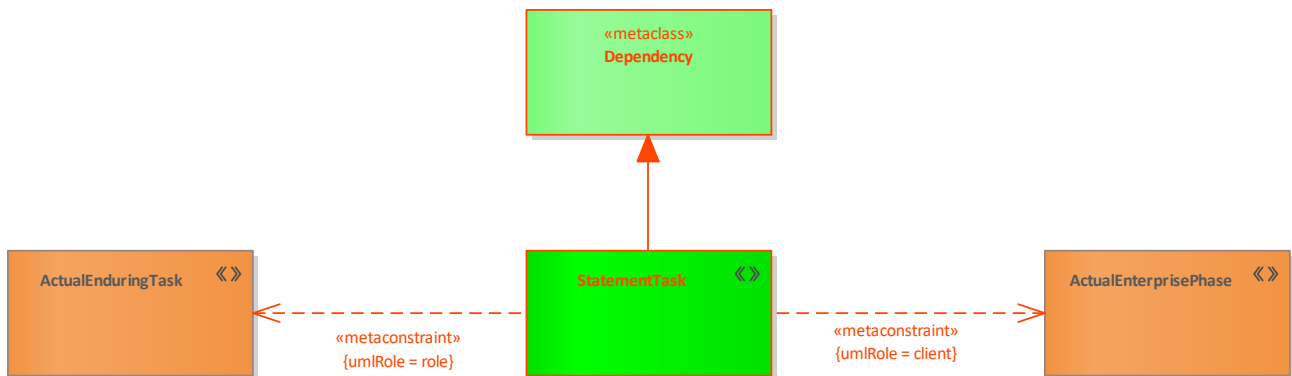 «metaclass»
Dependency
ActualEnduringTask
«»
StatementTask
«»
ActualEnterprisePhase
«»
«metaconstraint»
{umlRole = role}
«metaconstraint»
{umlRole = client}